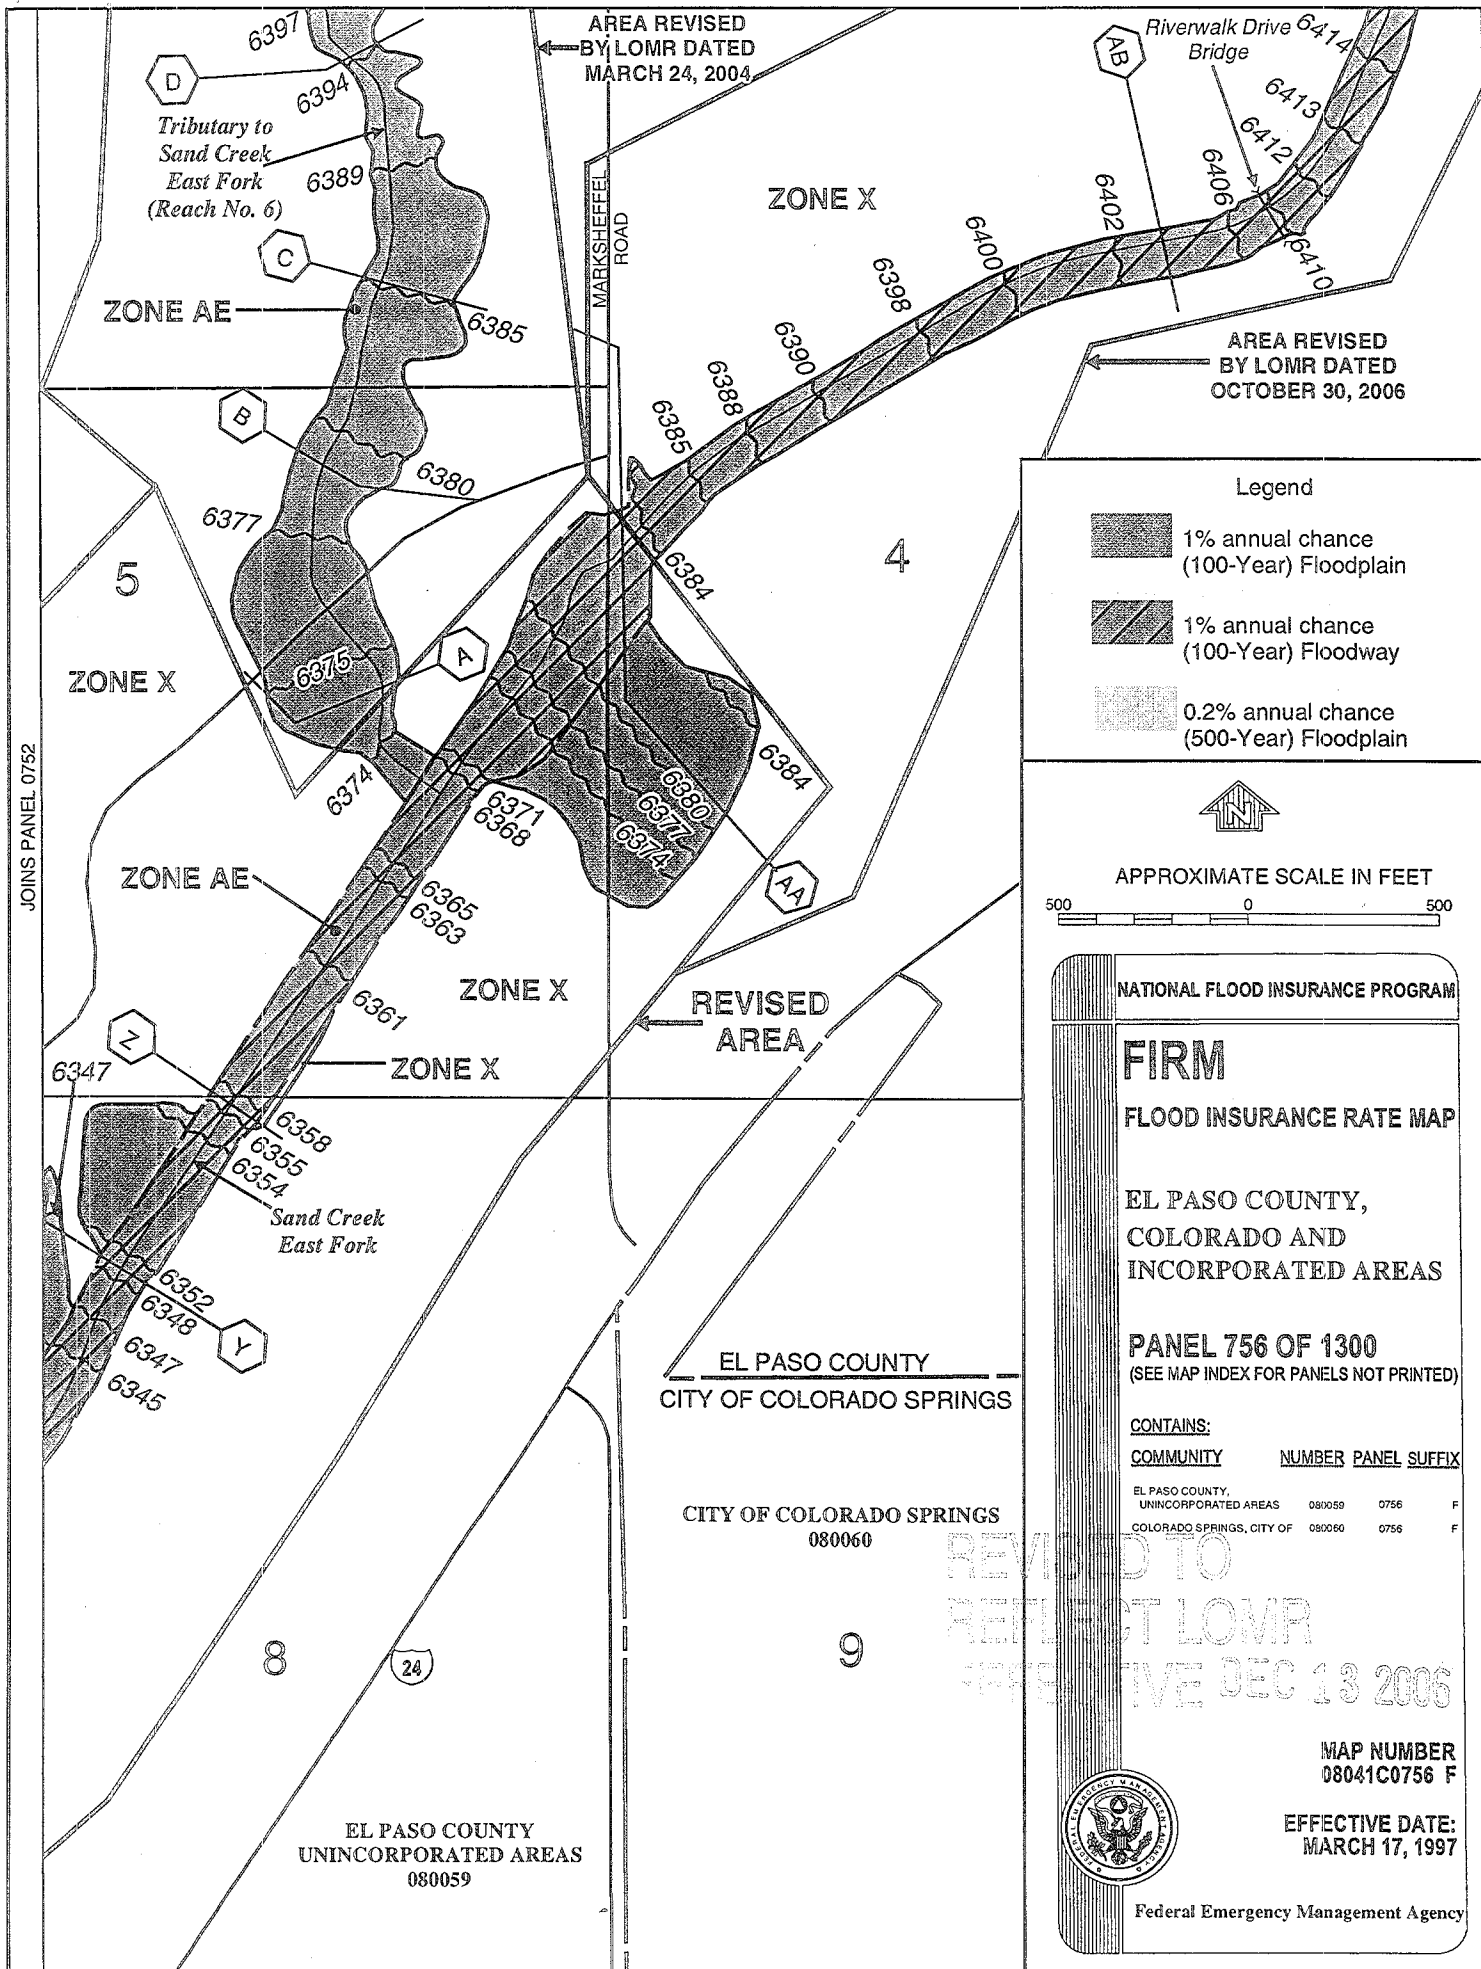 6397
D
6394
Tributary to
Sand Creek
East Fork
(Reach No. 6)
6389
C
ZONE AE
6385
B
6380
6377
5
ZONE X
6375
A
6374
AREA REVISED
BY LOMR DATED
MARCH 24, 2004
MARKSHEFFEL
ROAD
ZONE X
AB
Riverwalk Drive
Bridge
6414
6413
6412
6406
6410
6402
6400
6398
6390
6388
6385
6384
4
AREA REVISED
BY LOMR DATED
OCTOBER 30, 2006
6384
6380
6377
6374
AA
6371
6368
ZONE AE
6365
6363
ZONE X
6361
REVISED
AREA
ZONE X
Z
6347
6358
6355
6354
Sand Creek
East Fork
6352
6348
Y
6347
6345
JOINS PANEL 0752
EL PASO COUNTY
CITY OF COLORADO SPRINGS
CITY OF COLORADO SPRINGS
080060
8
24
9
EL PASO COUNTY
UNINCORPORATED AREAS
080059
Legend
1% annual chance
(100-Year) Floodplain
1% annual chance
(100-Year) Floodway
0.2% annual chance
(500-Year) Floodplain
N
APPROXIMATE SCALE IN FEET
500 0 500
NATIONAL FLOOD INSURANCE PROGRAM
FIRM
FLOOD INSURANCE RATE MAP
EL PASO COUNTY,
COLORADO AND
INCORPORATED AREAS
PANEL 756 OF 1300
(SEE MAP INDEX FOR PANELS NOT PRINTED)
CONTAINS:
COMMUNITY NUMBER PANEL SUFFIX
EL PASO COUNTY,
UNINCORPORATED AREAS 080059 0756 F
COLORADO SPRINGS, CITY OF 080060 0756 F
REVISED TO
REFLECT LOMR
EFFECTIVE DEC 13 2006
MAP NUMBER
08041C0756 F
EFFECTIVE DATE:
MARCH 17, 1997
FEDERAL EMERGENCY MANAGEMENT AGENCY
Federal Emergency Management Agency